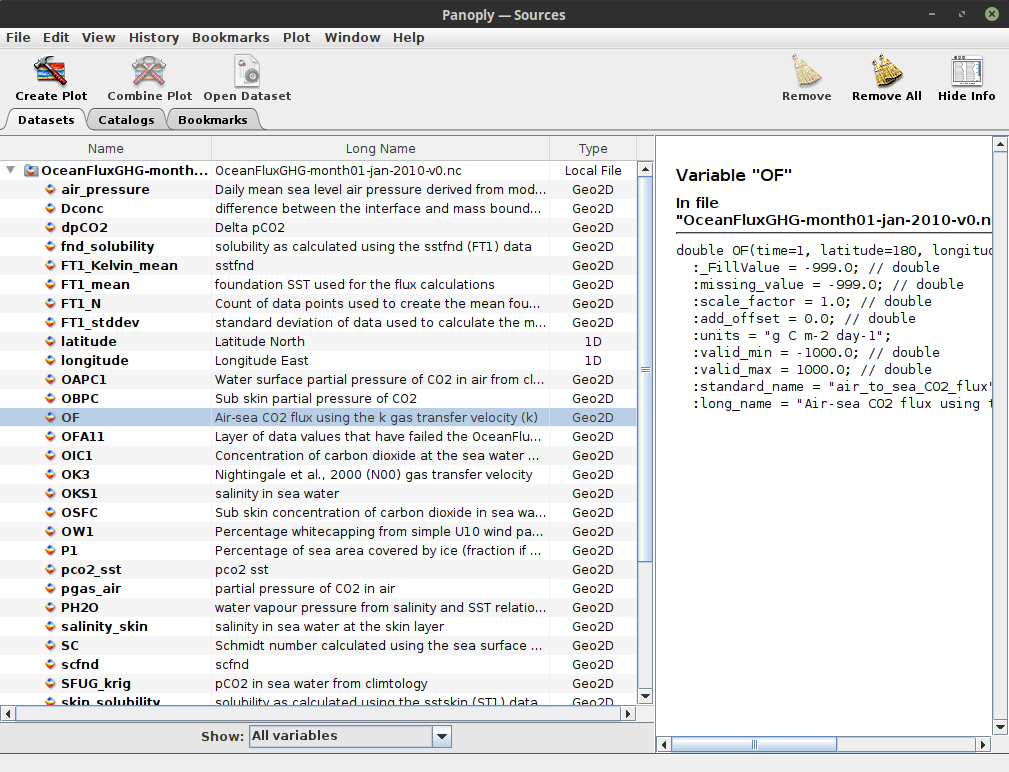 Panoply — Sources
File Edit View History Bookmarks Plot Window Help
Create Plot Combine Plot Open Dataset Remove Remove All Hide Info
Datasets Catalogs Bookmarks
Name Long Name Type
OceanFluxGHG-month... OceanFluxGHG-month01-jan-2010-v0.nc Local File
air_pressure Daily mean sea level air pressure derived from mod... Geo2D
Dconc difference between the interface and mass bound... Geo2D
dpCO2 Delta pCO2 Geo2D
fnd_solubility solubility as calculated using the sstfnd (FT1) data Geo2D
FT1_Kelvin_mean sstfnd Geo2D
FT1_mean foundation SST used for the flux calculations Geo2D
FT1_N Count of data points used to create the mean fou... Geo2D
FT1_stddev standard deviation of data used to calculate the m... Geo2D
latitude Latitude North 1D
longitude Longitude East 1D
OAPC1 Water surface partial pressure of CO2 in air from cl... Geo2D
OBPC Sub skin partial pressure of CO2 Geo2D
OF Air-sea CO2 flux using the k gas transfer velocity (k) Geo2D
OFA11 Layer of data values that have failed the OceanFlu... Geo2D
OIC1 Concentration of carbon dioxide at the sea water ... Geo2D
OK3 Nightingale et al., 2000 (N00) gas transfer velocity Geo2D
OKS1 salinity in sea water Geo2D
OSFC Sub skin concentration of carbon dioxide in sea wa... Geo2D
OW1 Percentage whitecapping from simple U10 wind pa... Geo2D
P1 Percentage of sea area covered by ice (fraction if ... Geo2D
pco2_sst pco2 sst Geo2D
pgas_air partial pressure of CO2 in air Geo2D
PH2O water vapour pressure from salinity and SST relatio... Geo2D
salinity_skin salinity in sea water at the skin layer Geo2D
SC Schmidt number calculated using the sea surface ... Geo2D
scfnd scfnd Geo2D
SFUG_krig pCO2 in sea water from climtology Geo2D
skin_solubility solubility as calculated using the sstskin (ST1) data Geo2D
Show: All variables
Variable "OF"
In file
"OceanFluxGHG-month01-jan-2010-v0.n
double OF(time=1, latitude=180, longitud
:_FillValue = -999.0; // double
:missing_value = -999.0; // double
:scale_factor = 1.0; // double
:add_offset = 0.0; // double
:units = "g C m-2 day-1";
:valid_min = -1000.0; // double
:valid_max = 1000.0; // double
:standard_name = "air_to_sea_CO2_flux"
:long_name = "Air-sea CO2 flux using t